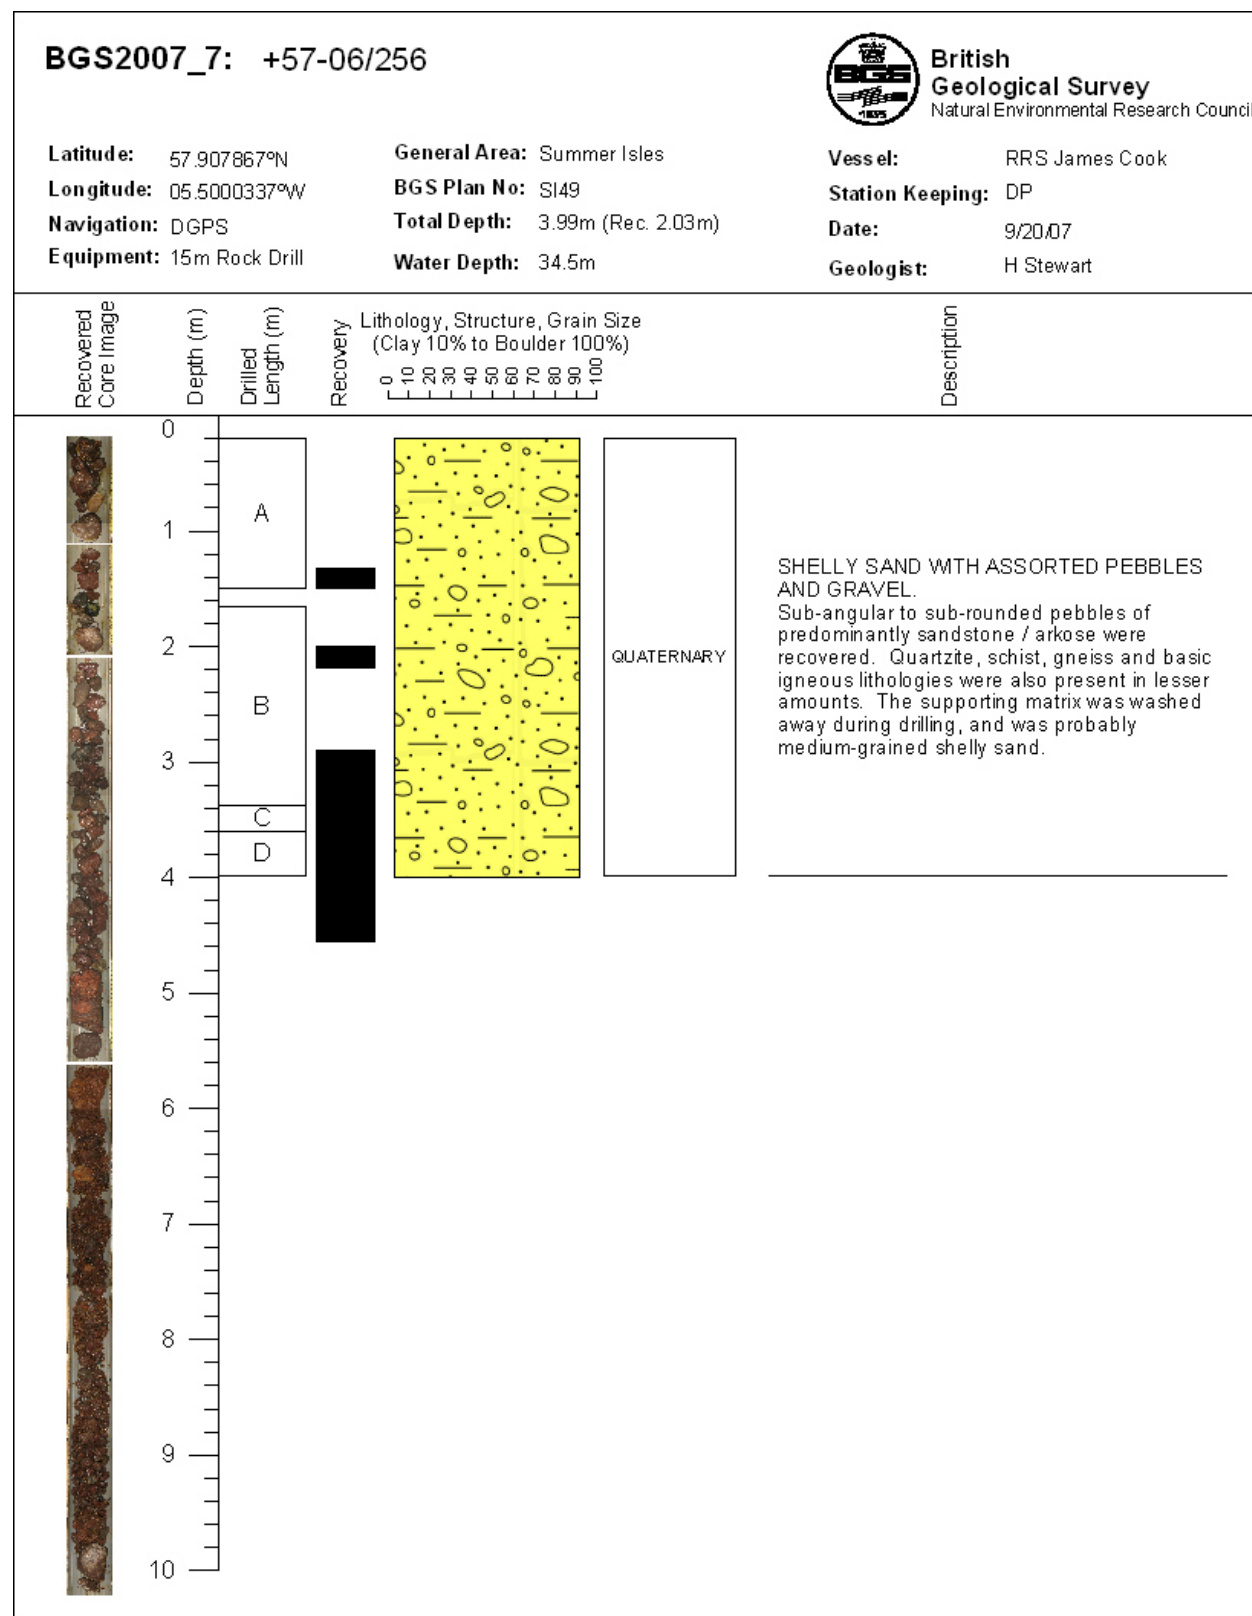 BGS2007_7: +57-06/256
BGS
1835
British
Geological Survey
Natural Environmental Research Council
Latitude: 57.907867ºN
Longitude: 05.5000337ºW
Navigation: DGPS
Equipment: 15m Rock Drill
General Area: Summer Isles
BGS Plan No: SI49
Total Depth: 3.99m (Rec. 2.03m)
Water Depth: 34.5m
Vessel: RRS James Cook
Station Keeping: DP
Date: 9/20/07
Geologist: H Stewart
Recovered
Core Image
Depth (m)
Drilled
Length (m)
Recovery
Lithology, Structure, Grain Size
(Clay 10% to Boulder 100%)
0 10 20 30 40 50 60 70 80 90 100
Description
0
1
2
3
4
5
6
7
8
9
10
A
B
C
D
QUATERNARY
SHELLY SAND WITH ASSORTED PEBBLES
AND GRAVEL.
Sub-angular to sub-rounded pebbles of
predominantly sandstone / arkose were
recovered. Quartzite, schist, gneiss and basic
igneous lithologies were also present in lesser
amounts. The supporting matrix was washed
away during drilling, and was probably
medium-grained shelly sand.